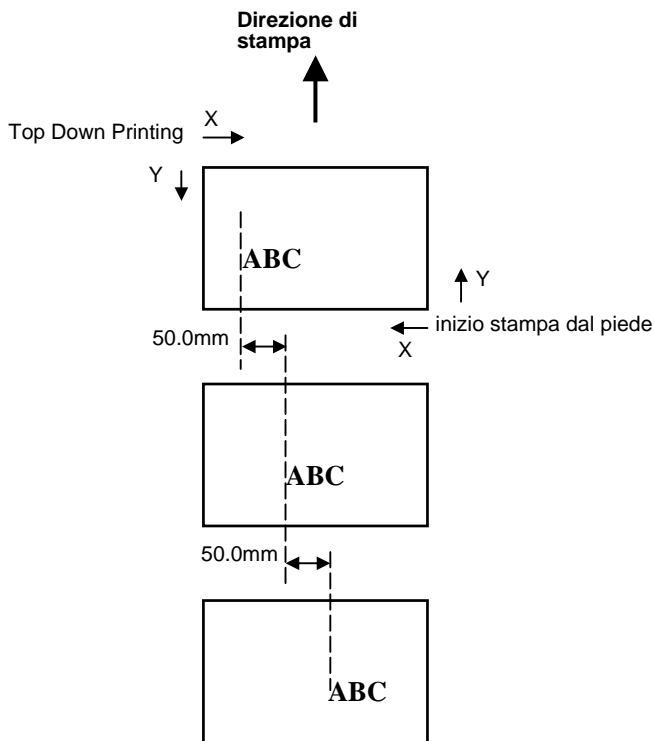 Direzione di
stampa
X
Top Down Printing
Y
ABC
Y
inizio stampa dal piede
X
50.0mm
ABC
50.0mm
ABC